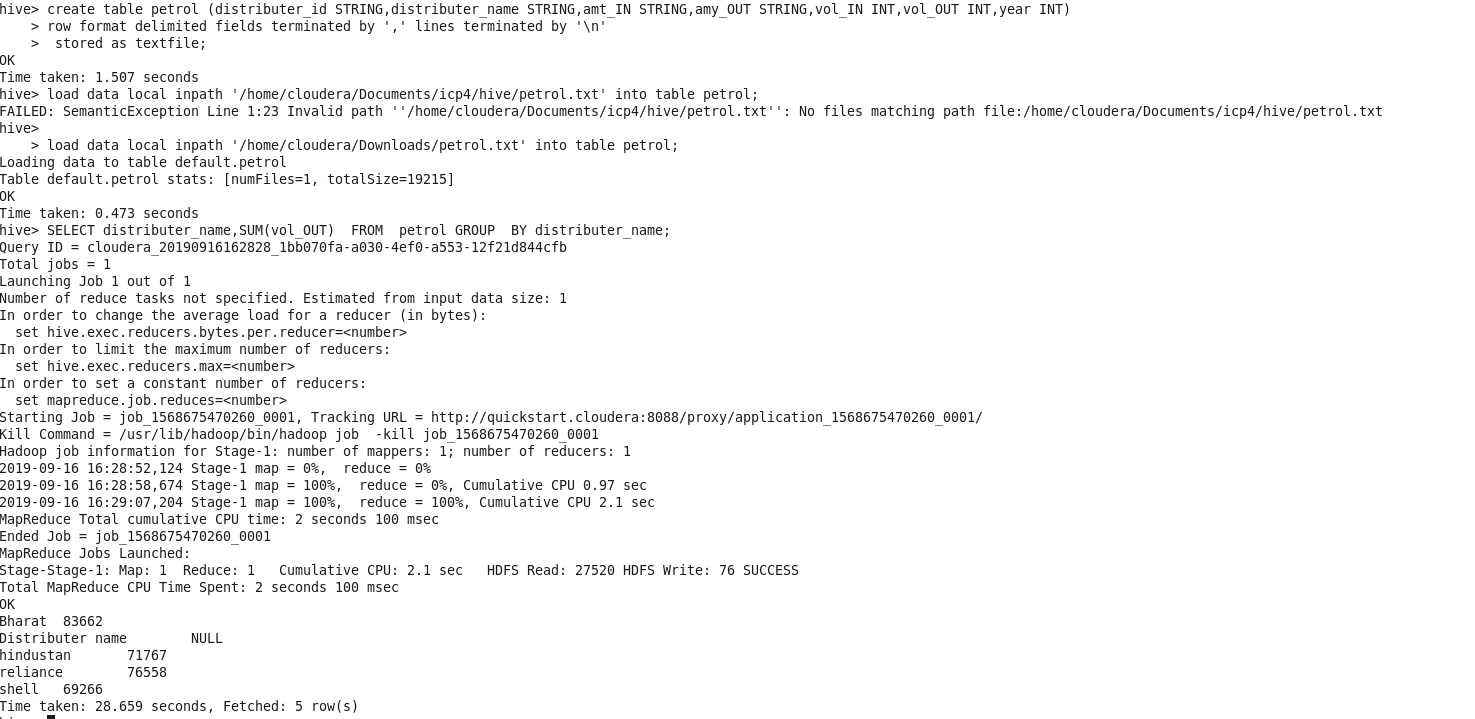 hive> create table petrol (distributer_id STRING,distributer_name STRING,amt_IN STRING,amy_OUT STRING,vol_IN INT,vol_OUT INT,year INT)
    > row format delimited fields terminated by ',' lines terminated by '\n'
    >  stored as textfile;
OK
Time taken: 1.507 seconds
hive> load data local inpath '/home/cloudera/Documents/icp4/hive/petrol.txt' into table petrol;
FAILED: SemanticException Line 1:23 Invalid path ''/home/cloudera/Documents/icp4/hive/petrol.txt'': No files matching path file:/home/cloudera/Documents/icp4/hive/petrol.txt
hive>
    > load data local inpath '/home/cloudera/Downloads/petrol.txt' into table petrol;
Loading data to table default.petrol
Table default.petrol stats: [numFiles=1, totalSize=19215]
OK
Time taken: 0.473 seconds
hive> SELECT distributer_name,SUM(vol_OUT)  FROM  petrol GROUP  BY distributer_name;
Query ID = cloudera_20190916162828_1bb070fa-a030-4ef0-a553-12f21d844cfb
Total jobs = 1
Launching Job 1 out of 1
Number of reduce tasks not specified. Estimated from input data size: 1
In order to change the average load for a reducer (in bytes):
  set hive.exec.reducers.bytes.per.reducer=<number>
In order to limit the maximum number of reducers:
  set hive.exec.reducers.max=<number>
In order to set a constant number of reducers:
  set mapreduce.job.reduces=<number>
Starting Job = job_1568675470260_0001, Tracking URL = http://quickstart.cloudera:8088/proxy/application_1568675470260_0001/
Kill Command = /usr/lib/hadoop/bin/hadoop job  -kill job_1568675470260_0001
Hadoop job information for Stage-1: number of mappers: 1; number of reducers: 1
2019-09-16 16:28:52,124 Stage-1 map = 0%,  reduce = 0%
2019-09-16 16:28:58,674 Stage-1 map = 100%,  reduce = 0%, Cumulative CPU 0.97 sec
2019-09-16 16:29:07,204 Stage-1 map = 100%,  reduce = 100%, Cumulative CPU 2.1 sec
MapReduce Total cumulative CPU time: 2 seconds 100 msec
Ended Job = job_1568675470260_0001
MapReduce Jobs Launched:
Stage-Stage-1: Map: 1  Reduce: 1   Cumulative CPU: 2.1 sec   HDFS Read: 27520 HDFS Write: 76 SUCCESS
Total MapReduce CPU Time Spent: 2 seconds 100 msec
OK
Bharat  83662
Distributer name        NULL
hindustan       71767
reliance        76558
shell   69266
Time taken: 28.659 seconds, Fetched: 5 row(s)